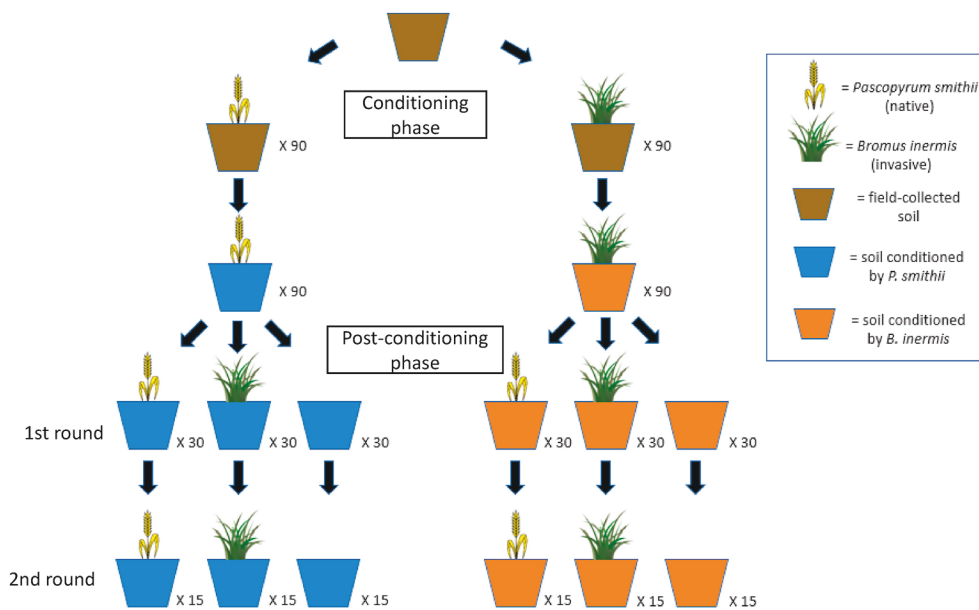 Conditioning
phase
X 90
X 90
X 90
X 90
Post-conditioning
phase
1st round
X 30
X 30
X 30
X 30
X 30
X 30
2nd round
X 15
X 15
X 15
X 15
X 15
X 15
= Pascopyrum smithii
(native)
= Bromus inermis
(invasive)
= field-collected
soil
= soil conditioned
by P. smithii
= soil conditioned
by B. inermis